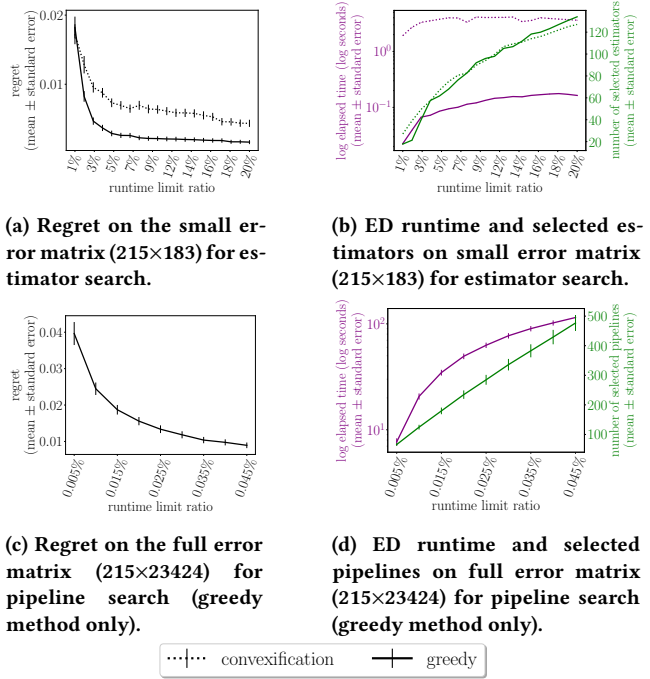 0.02
0.01
regret
(mean ± standard error)
1%
3%
5%
7%
9%
12%
14%
16%
18%
20%
runtime limit ratio
log elapsed time (log seconds)
(mean ± standard error)
10⁰
10⁻¹
1%
3%
5%
7%
9%
12%
14%
16%
18%
20%
runtime limit ratio
120
100
80
60
40
20
number of selected estimators
(mean ± standard error)
(a) Regret on the small er-
ror matrix (215×183) for es-
timator search.
(b) ED runtime and selected es-
timators on small error matrix
(215×183) for estimator search.
0.04
0.03
0.02
0.01
regret
(mean ± standard error)
0.005%
0.015%
0.025%
0.035%
0.045%
runtime limit ratio
log elapsed time (log seconds)
(mean ± standard error)
10²
10¹
0.005%
0.015%
0.025%
0.035%
0.045%
runtime limit ratio
500
400
300
200
100
number of selected pipelines
(mean ± standard error)
(c) Regret on the full error
matrix (215×23424) for
pipeline search (greedy
method only).
(d) ED runtime and selected
pipelines on full error matrix
(215×23424) for pipeline search
(greedy method only).
convexification greedy